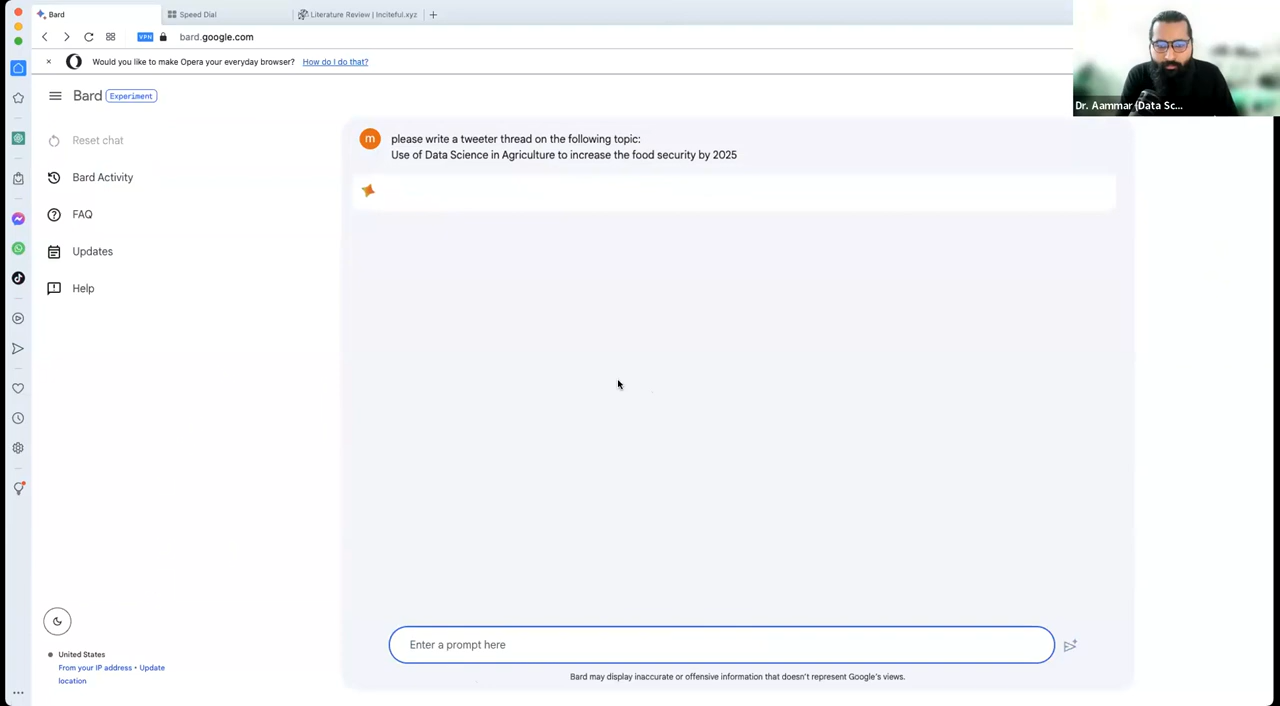 Bard
Speed Dial
Literature Review | Inciteful.xyz
VPN
bard.google.com
Would you like to make Opera your everyday browser? How do I do that?
Dr. Aammar (Data Sc...
Bard Experiment
Reset chat
Bard Activity
FAQ
Updates
Help
m
please write a tweeter thread on the following topic:
Use of Data Science in Agriculture to increase the food security by 2025
Enter a prompt here
Bard may display inaccurate or offensive information that doesn't represent Google's views.
United States
From your IP address • Update
location